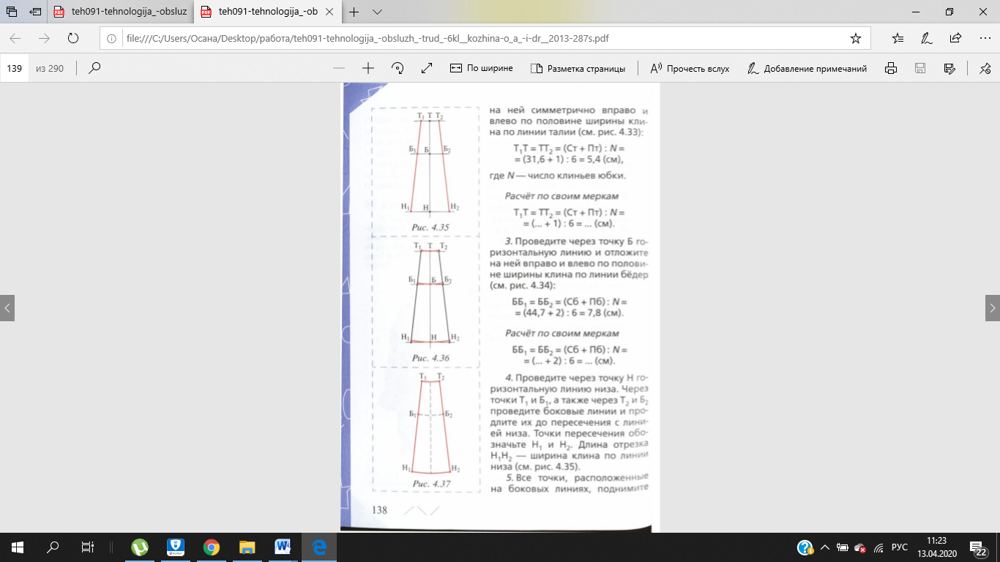 teh091-tehnologija_-obsluz
teh091-tehnologija_-ob
file:///C:/Users/Осана/Desktop/работа/teh091-tehnologija_-obsluzh_-trud_-6kl__kozhina-o_a_-i-dr__2013-287s.pdf
139 из 290
По ширине
Разметка страницы
Прочесть вслух
Добавление примечаний
T₁ T T₂
Б₁ Б Б₂
Н₁ Н Н₂
Рис. 4.35
T₁ T T₂
Б₁ Б Б₂
Н₁ Н Н₂
Рис. 4.36
T₁ T₂
Б₁ Б₂
Н₁ Н₂
Рис. 4.37
на ней симметрично вправо и
влево по половине ширины кли-
на по линии талии (см. рис. 4.33):
T₁T = TT₂ = (Ст + Пт) : N =
= (31,6 + 1) : 6 = 5,4 (см),
где N — число клиньев юбки.
Расчёт по своим меркам
T₁T = TT₂ = (Ст + Пт) : N =
= (... + 1) : 6 = ... (см).
3. Проведите через точку Б го-
ризонтальную линию и отложите
на ней вправо и влево по полови-
не ширины клина по линии бёдер
(см. рис. 4.34):
ББ₁ = ББ₂ = (Сб + Пб) : N =
= (44,7 + 2) : 6 = 7,8 (см).
Расчёт по своим меркам
ББ₁ = ББ₂ = (Сб + Пб) : N =
= (... + 2) : 6 = ... (см).
4. Проведите через точку Н го-
ризонтальную линию низа. Через
точки Т₁ и Б₁, а также через Т₂ и Б₂
проведите боковые линии и про-
длите их до пересечения с лини-
ей низа. Точки пересечения обо-
значьте Н₁ и Н₂. Длина отрезка
Н₁Н₂ — ширина клина по линии
низа (см. рис. 4.35).
5. Все точки, расположенные
на боковых линиях, поднимите
138
РУС
11:23
13.04.2020
22